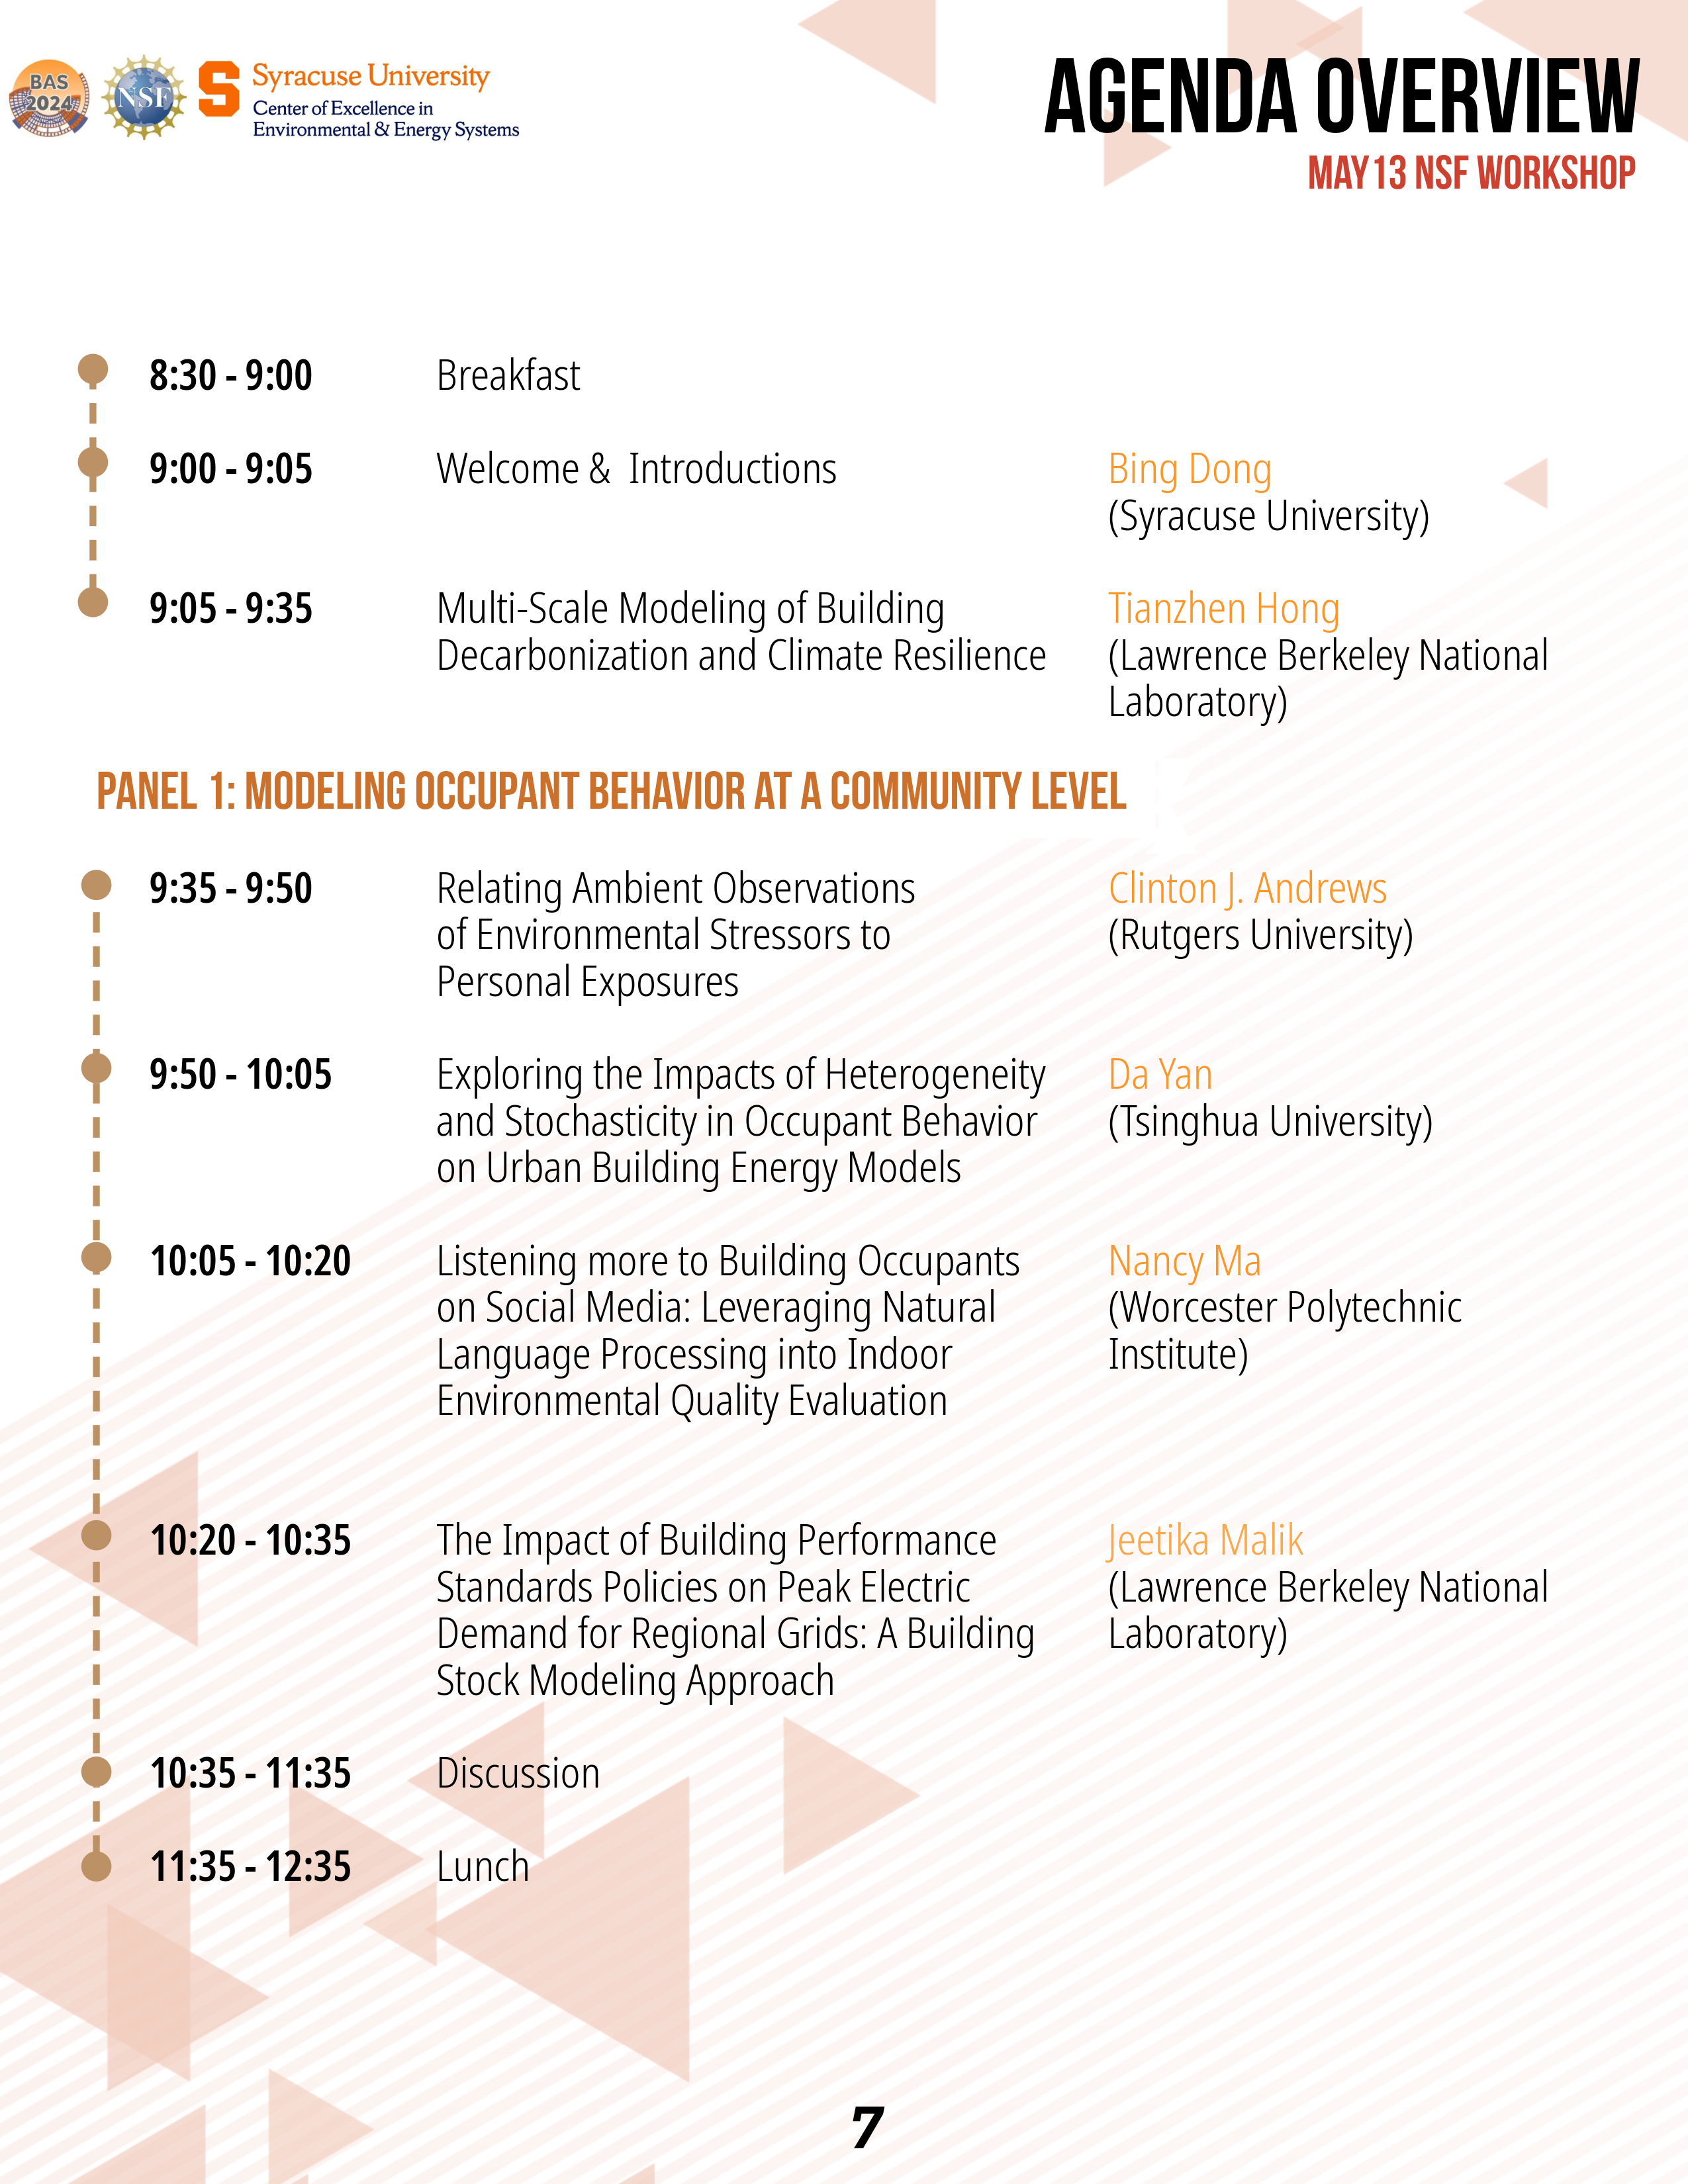 BAS
2024
NSF
S
Syracuse University
Center of Excellence in
Environmental & Energy Systems
AGENDA OVERVIEW
MAY13 NSF WORKSHOP
8:30 - 9:00 Breakfast
9:00 - 9:05 Welcome & Introductions Bing Dong
(Syracuse University)
9:05 - 9:35 Multi-Scale Modeling of Building Tianzhen Hong
Decarbonization and Climate Resilience (Lawrence Berkeley National
Laboratory)
PANEL 1: MODELING OCCUPANT BEHAVIOR AT A COMMUNITY LEVEL
9:35 - 9:50 Relating Ambient Observations Clinton J. Andrews
of Environmental Stressors to (Rutgers University)
Personal Exposures
9:50 - 10:05 Exploring the Impacts of Heterogeneity Da Yan
and Stochasticity in Occupant Behavior (Tsinghua University)
on Urban Building Energy Models
10:05 - 10:20 Listening more to Building Occupants Nancy Ma
on Social Media: Leveraging Natural (Worcester Polytechnic
Language Processing into Indoor Institute)
Environmental Quality Evaluation
10:20 - 10:35 The Impact of Building Performance Jeetika Malik
Standards Policies on Peak Electric (Lawrence Berkeley National
Demand for Regional Grids: A Building Laboratory)
Stock Modeling Approach
10:35 - 11:35 Discussion
11:35 - 12:35 Lunch
7